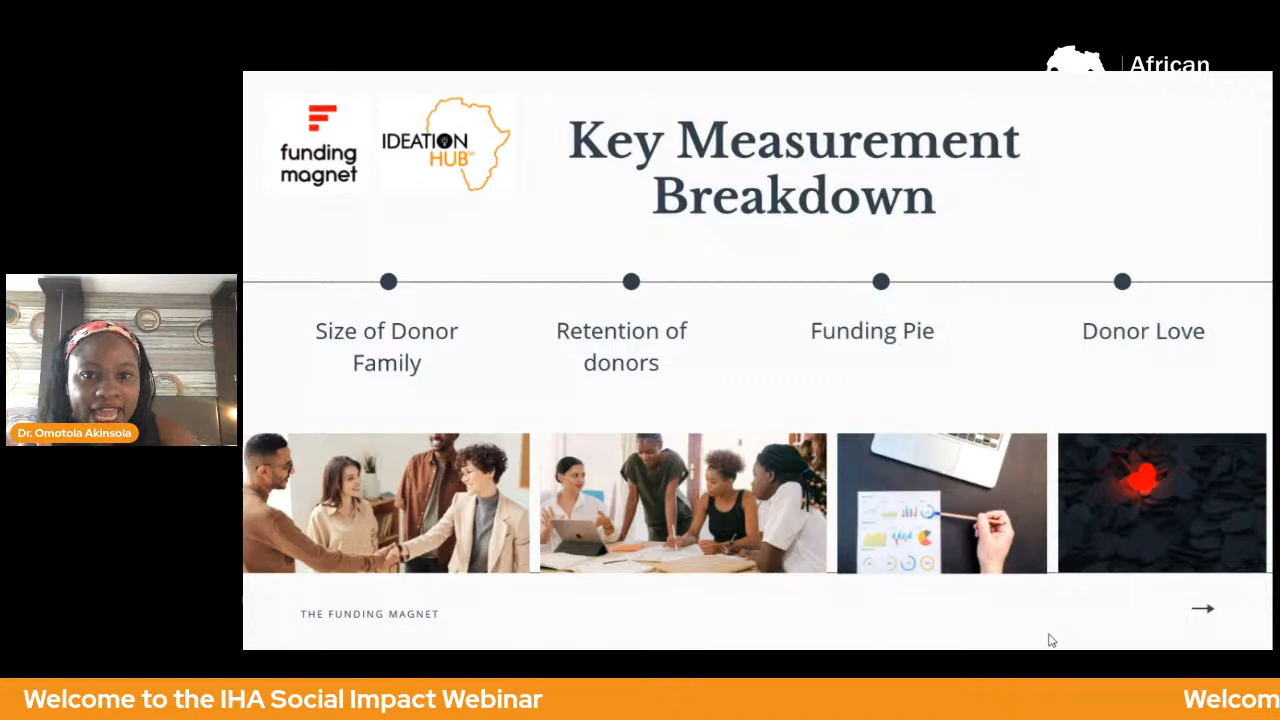 African
funding
magnet
IDEATION
HUB™
Key Measurement
Breakdown
Size of Donor
Family
Retention of
donors
Funding Pie
Donor Love
Dr. Omotola Akinsola
THE FUNDING MAGNET
Welcome to the IHA Social Impact Webinar
Welcom